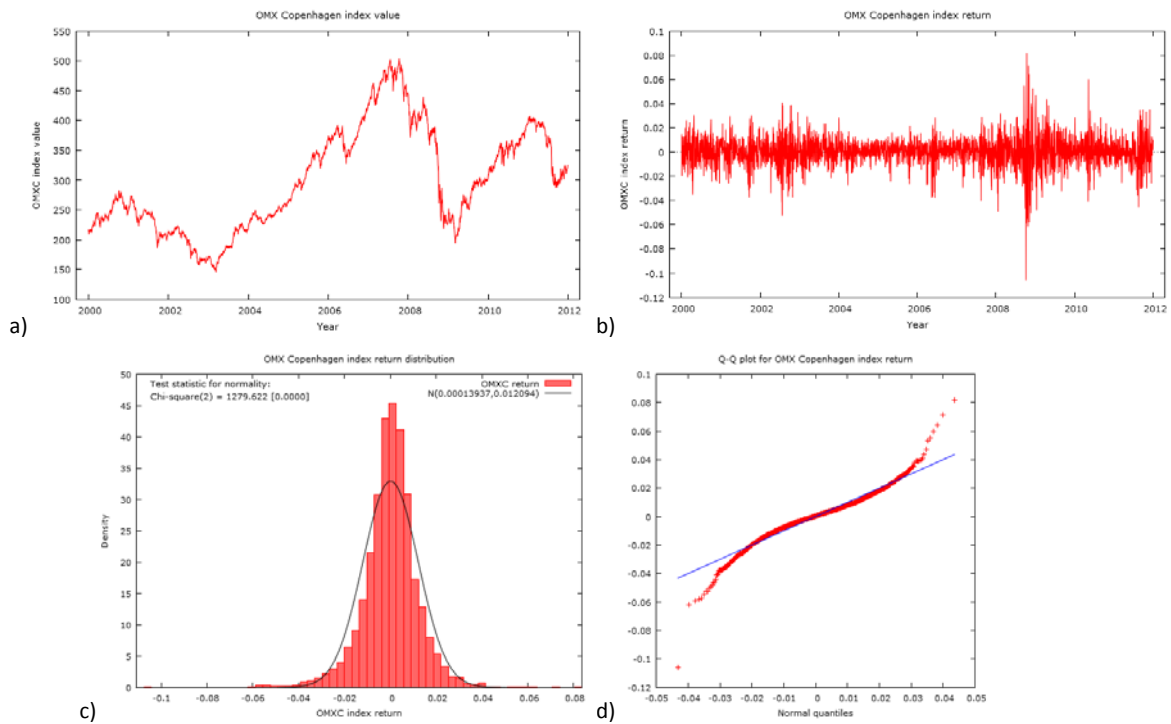 OMX Copenhagen index value
550
500
450
400
350
300
250
200
150
100
OMXC index value
2000 2002 2004 2006 2008 2010 2012
Year
a)
OMX Copenhagen index return
0.1
0.08
0.06
0.04
0.02
0
-0.02
-0.04
-0.06
-0.08
-0.1
-0.12
OMXC index return
2000 2002 2004 2006 2008 2010 2012
Year
b)
OMX Copenhagen index return distribution
Test statistic for normality:
Chi-square(2) = 1279.622 [0.0000]
OMXC return
N(0.00013937,0.012094)
50
45
40
35
30
25
20
15
10
5
0
Density
-0.1 -0.08 -0.06 -0.04 -0.02 0 0.02 0.04 0.06 0.08
OMXC index return
c)
Q-Q plot for OMX Copenhagen index return
0.1
0.08
0.06
0.04
0.02
0
-0.02
-0.04
-0.06
-0.08
-0.1
-0.12
-0.05 -0.04 -0.03 -0.02 -0.01 0 0.01 0.02 0.03 0.04 0.05
Normal quantiles
d)